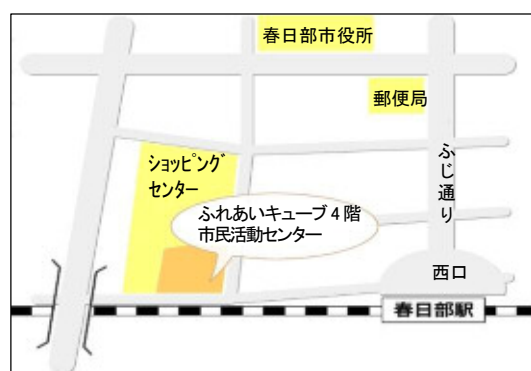 春日部市役所
郵便局
ふじ通り
ショッピング
センター
ふれあいキューブ4階
市民活動センター
西口
春日部駅